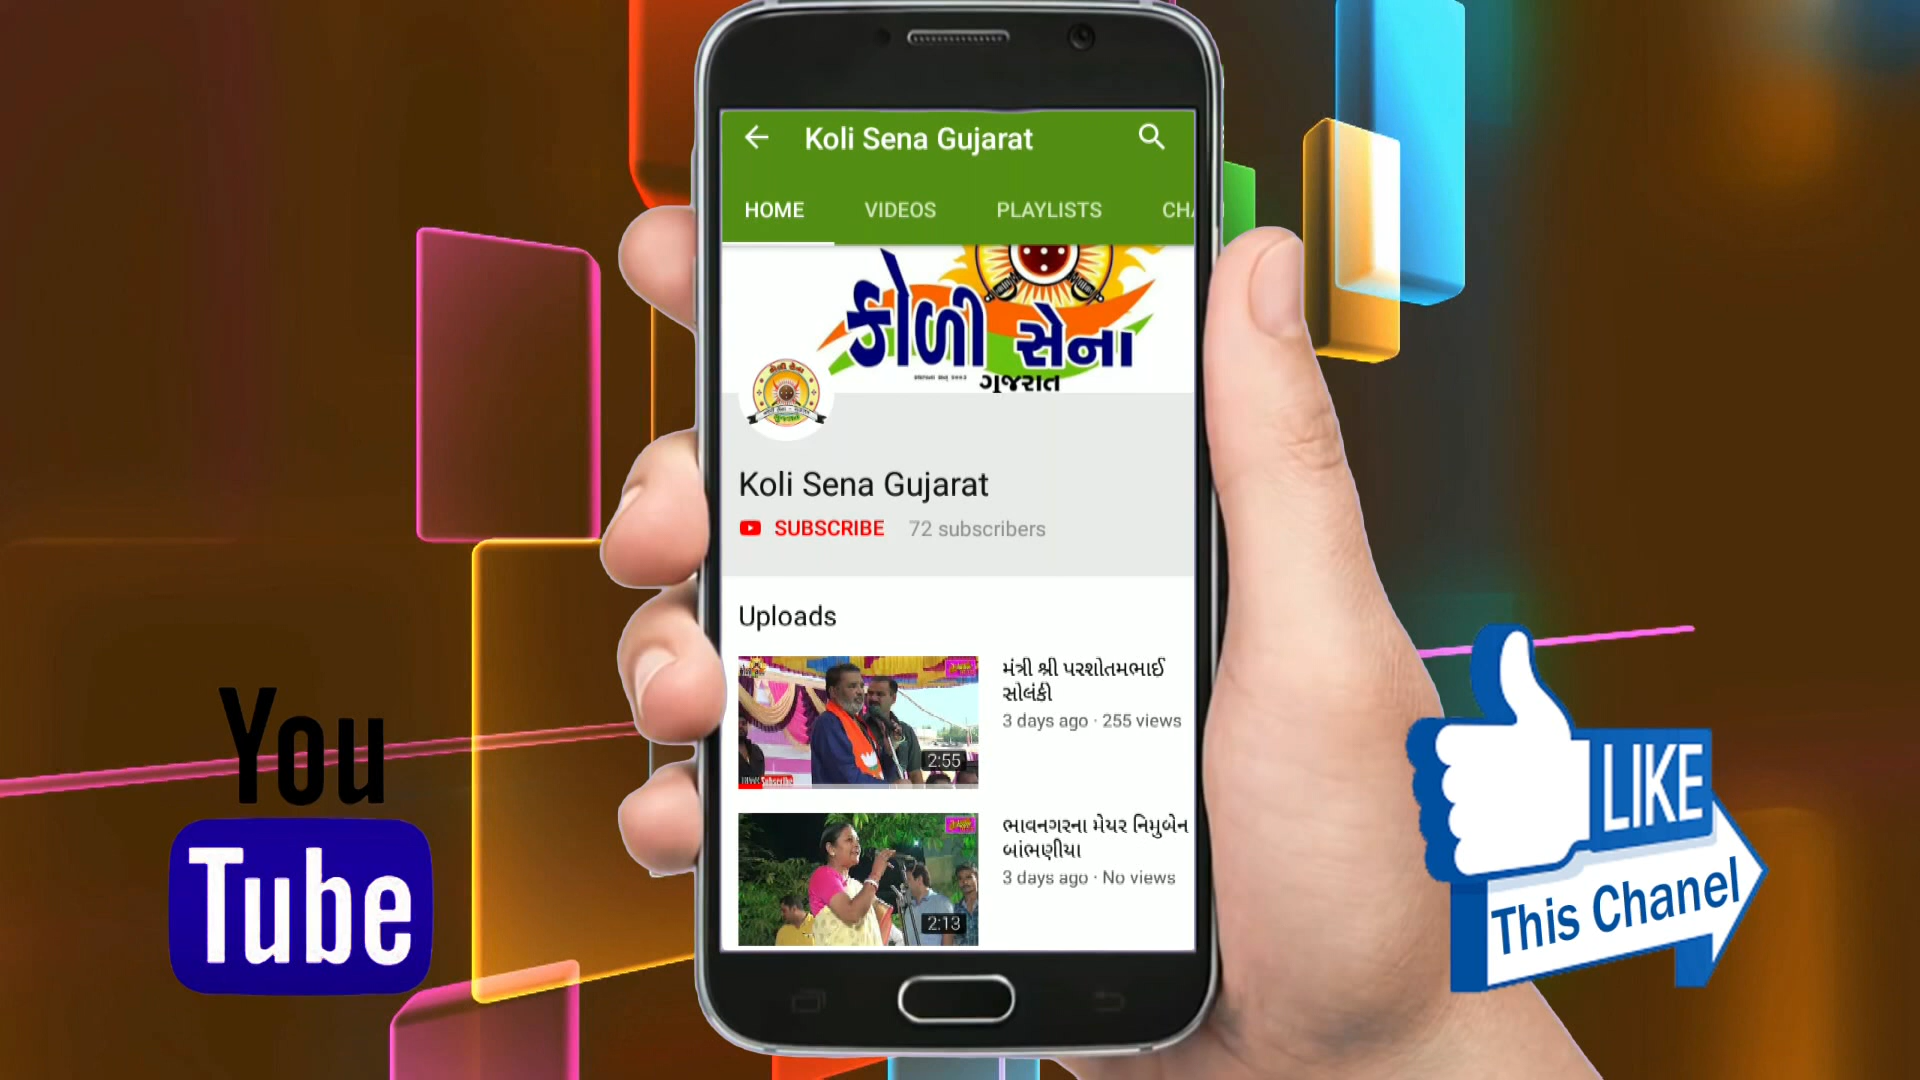 Koli Sena Gujarat
HOME VIDEOS PLAYLISTS CHA
કોળી સેના
ગુજરાત
Koli Sena Gujarat
SUBSCRIBE 72 subscribers
Uploads
મંત્રી શ્રી પરશોતમભાઈ
સોલંકી
3 days ago · 255 views
2:55
Subscribe
ભાવનગરના મેયર નિમુબેન
બાંભણીયા
3 days ago · No views
2:13
You
Tube
LIKE
This Chanel